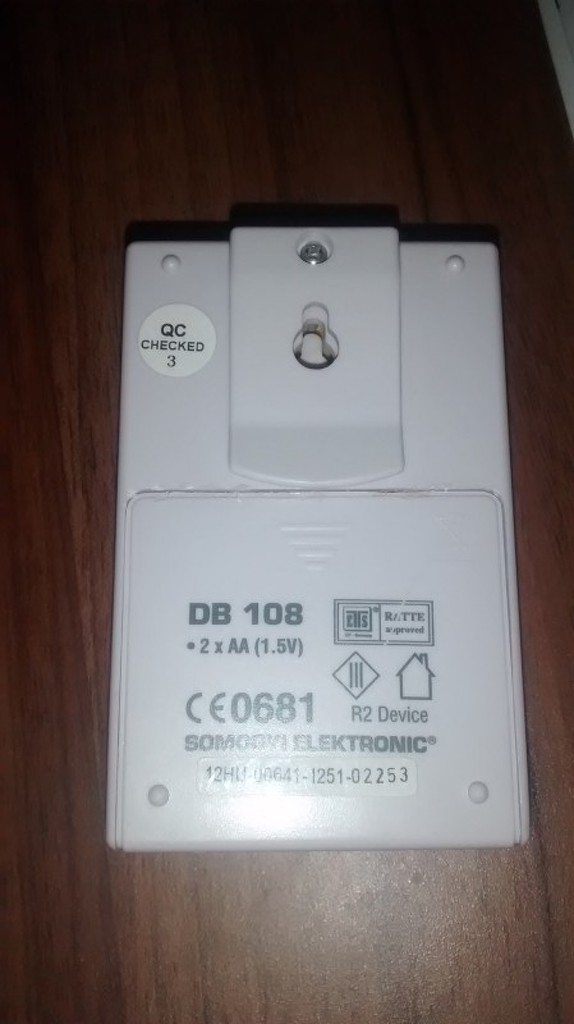 QC
CHECKED
3
DB 108
• 2 x AA (1.5V)
R&TTE
approved
CE0681
R2 Device
SOMOGYI ELEKTRONIC®
12HU-00641-1251-02253